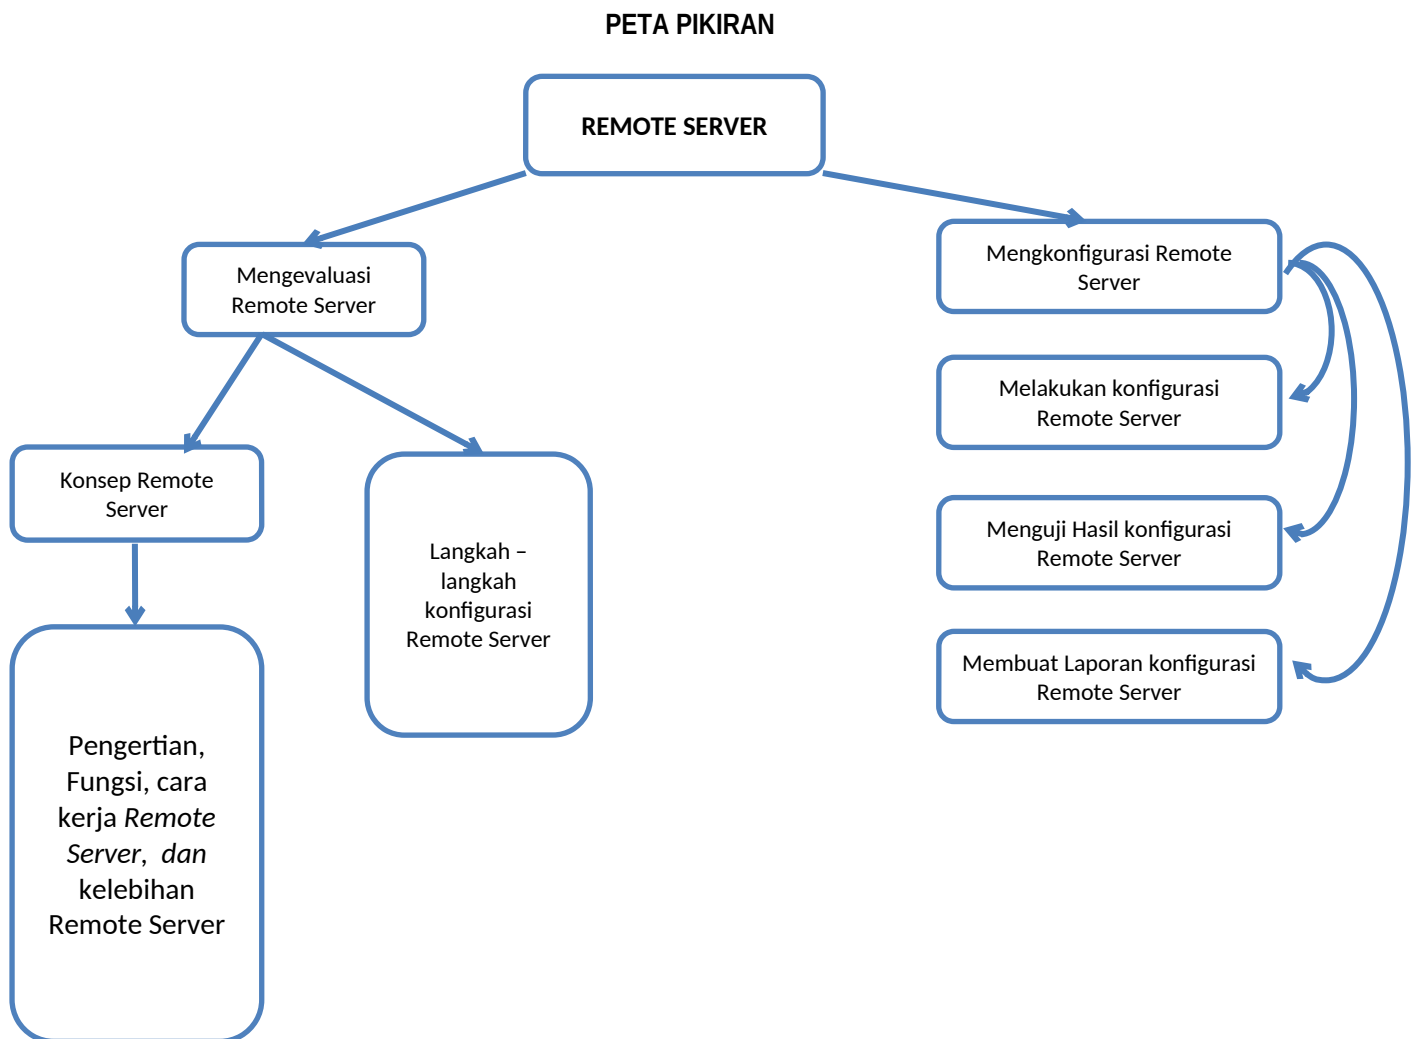 PETA PIKIRAN
REMOTE SERVER
Mengevaluasi
Remote Server
Mengkonfigurasi Remote
Server
Konsep Remote
Server
Langkah –
langkah
konfigurasi
Remote Server
Pengertian,
Fungsi, cara
kerja Remote
Server, dan
kelebihan
Remote Server
Melakukan konfigurasi
Remote Server
Menguji Hasil konfigurasi
Remote Server
Membuat Laporan konfigurasi
Remote Server